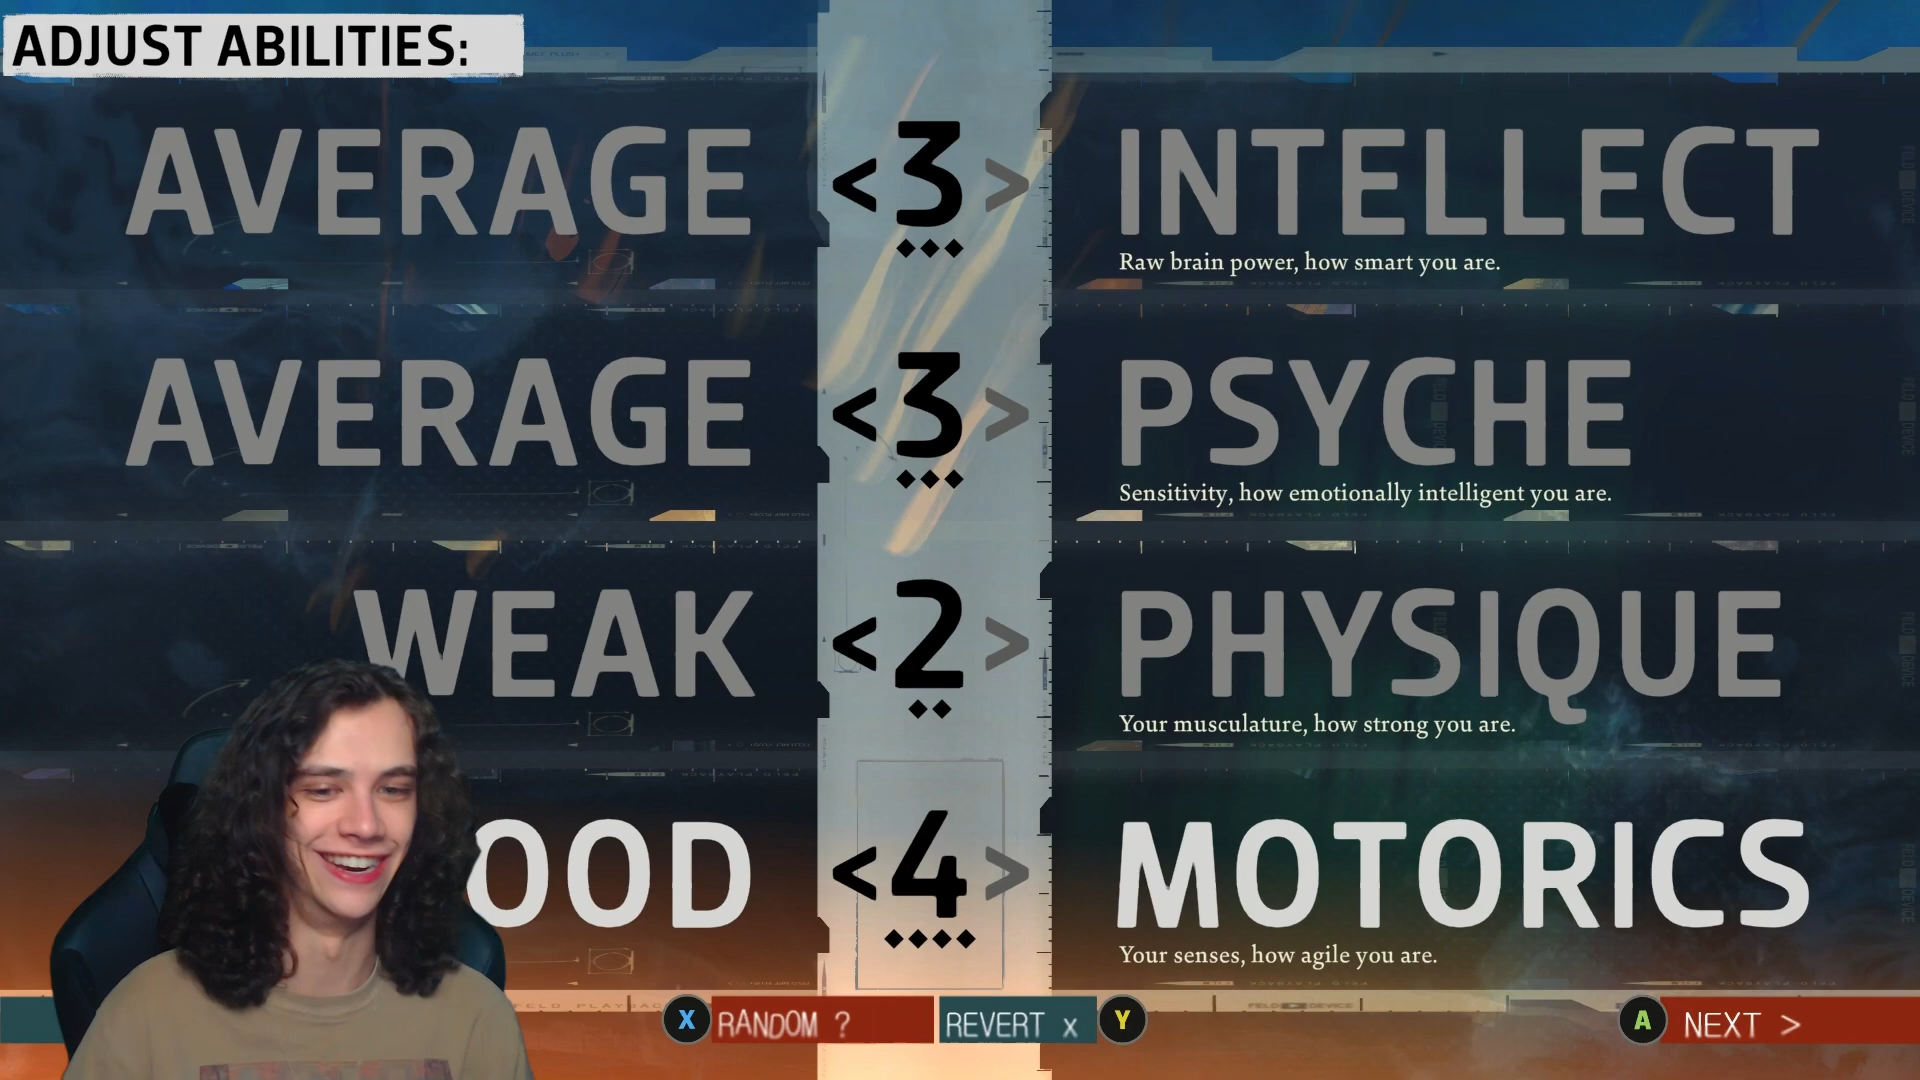 ADJUST ABILITIES:
AVERAGE <3> INTELLECT
Raw brain power, how smart you are.
AVERAGE <3> PSYCHE
Sensitivity, how emotionally intelligent you are.
WEAK <2> PHYSIQUE
Your musculature, how strong you are.
OOD <4> MOTORICS
Your senses, how agile you are.
X RANDOM ? REVERT x Y A NEXT >